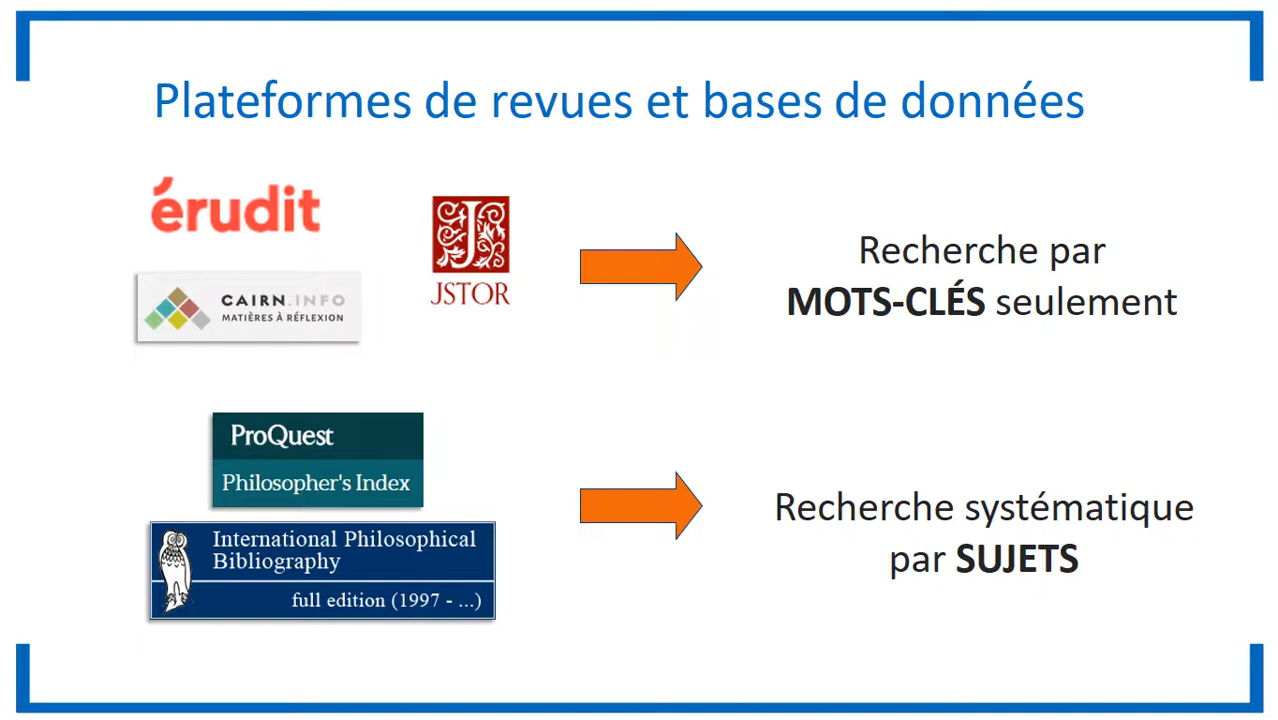 Plateformes de revues et bases de données
érudit
JSTOR
CAIRN.INFO
MATIÈRES À RÉFLEXION
Recherche par
MOTS-CLÉS seulement
ProQuest
Philosopher's Index
International Philosophical
Bibliography
full edition (1997 - ...)
Recherche systématique
par SUJETS